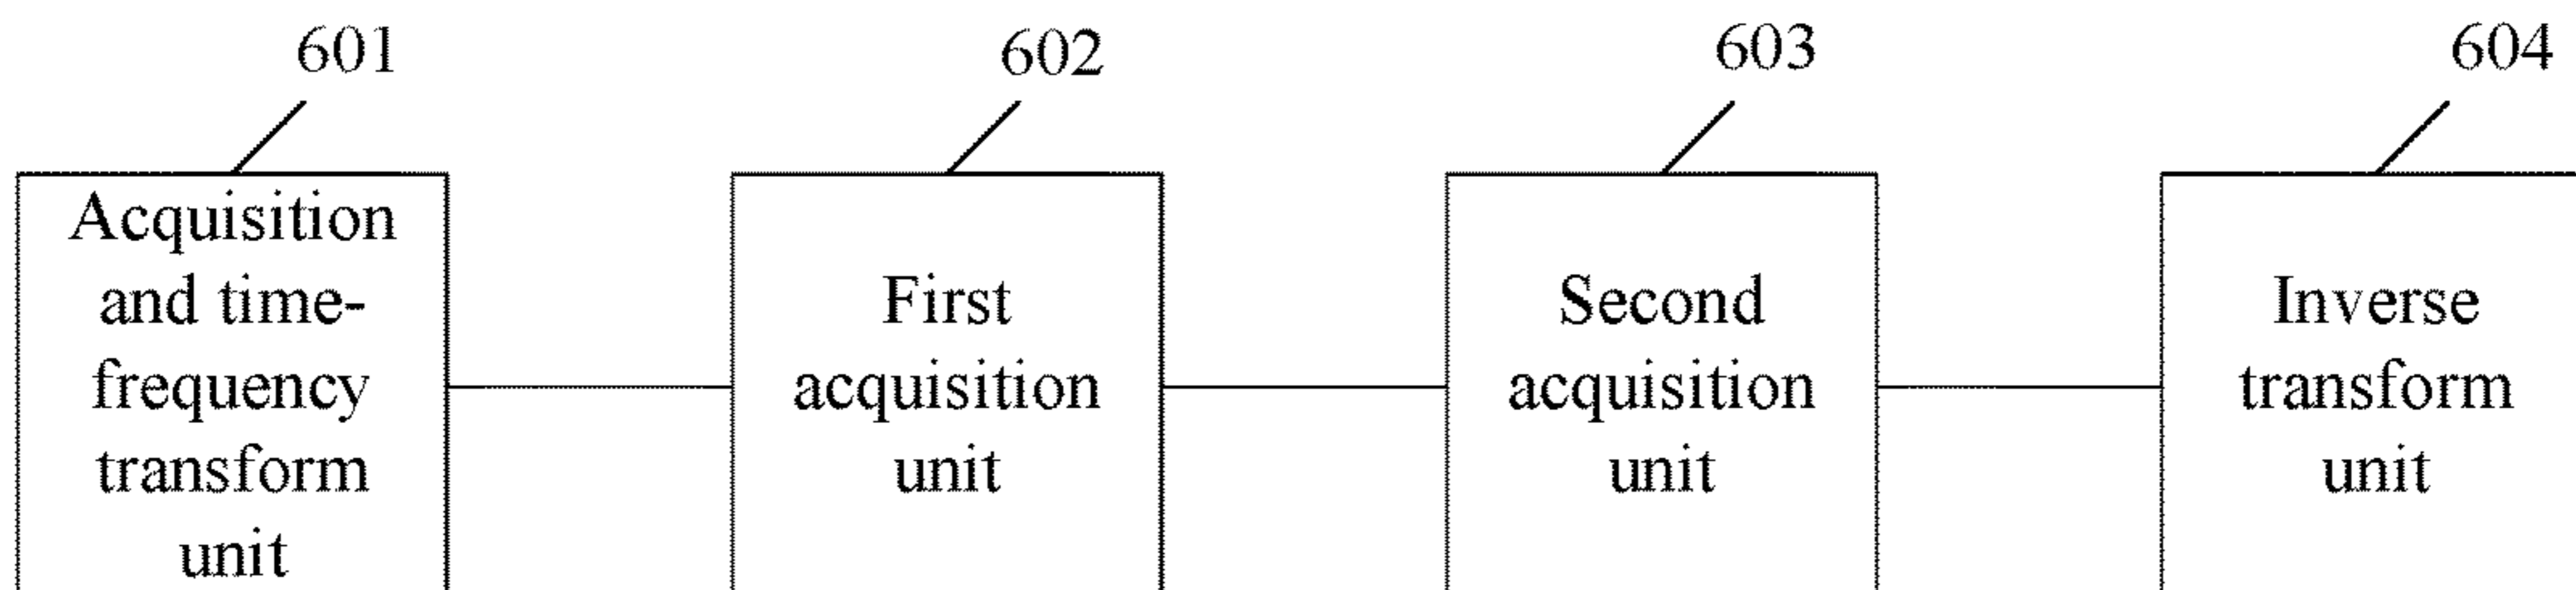 601
602
603
604
Acquisition
and time-
frequency
transform
unit
First
acquisition
unit
Second
acquisition
unit
Inverse
transform
unit